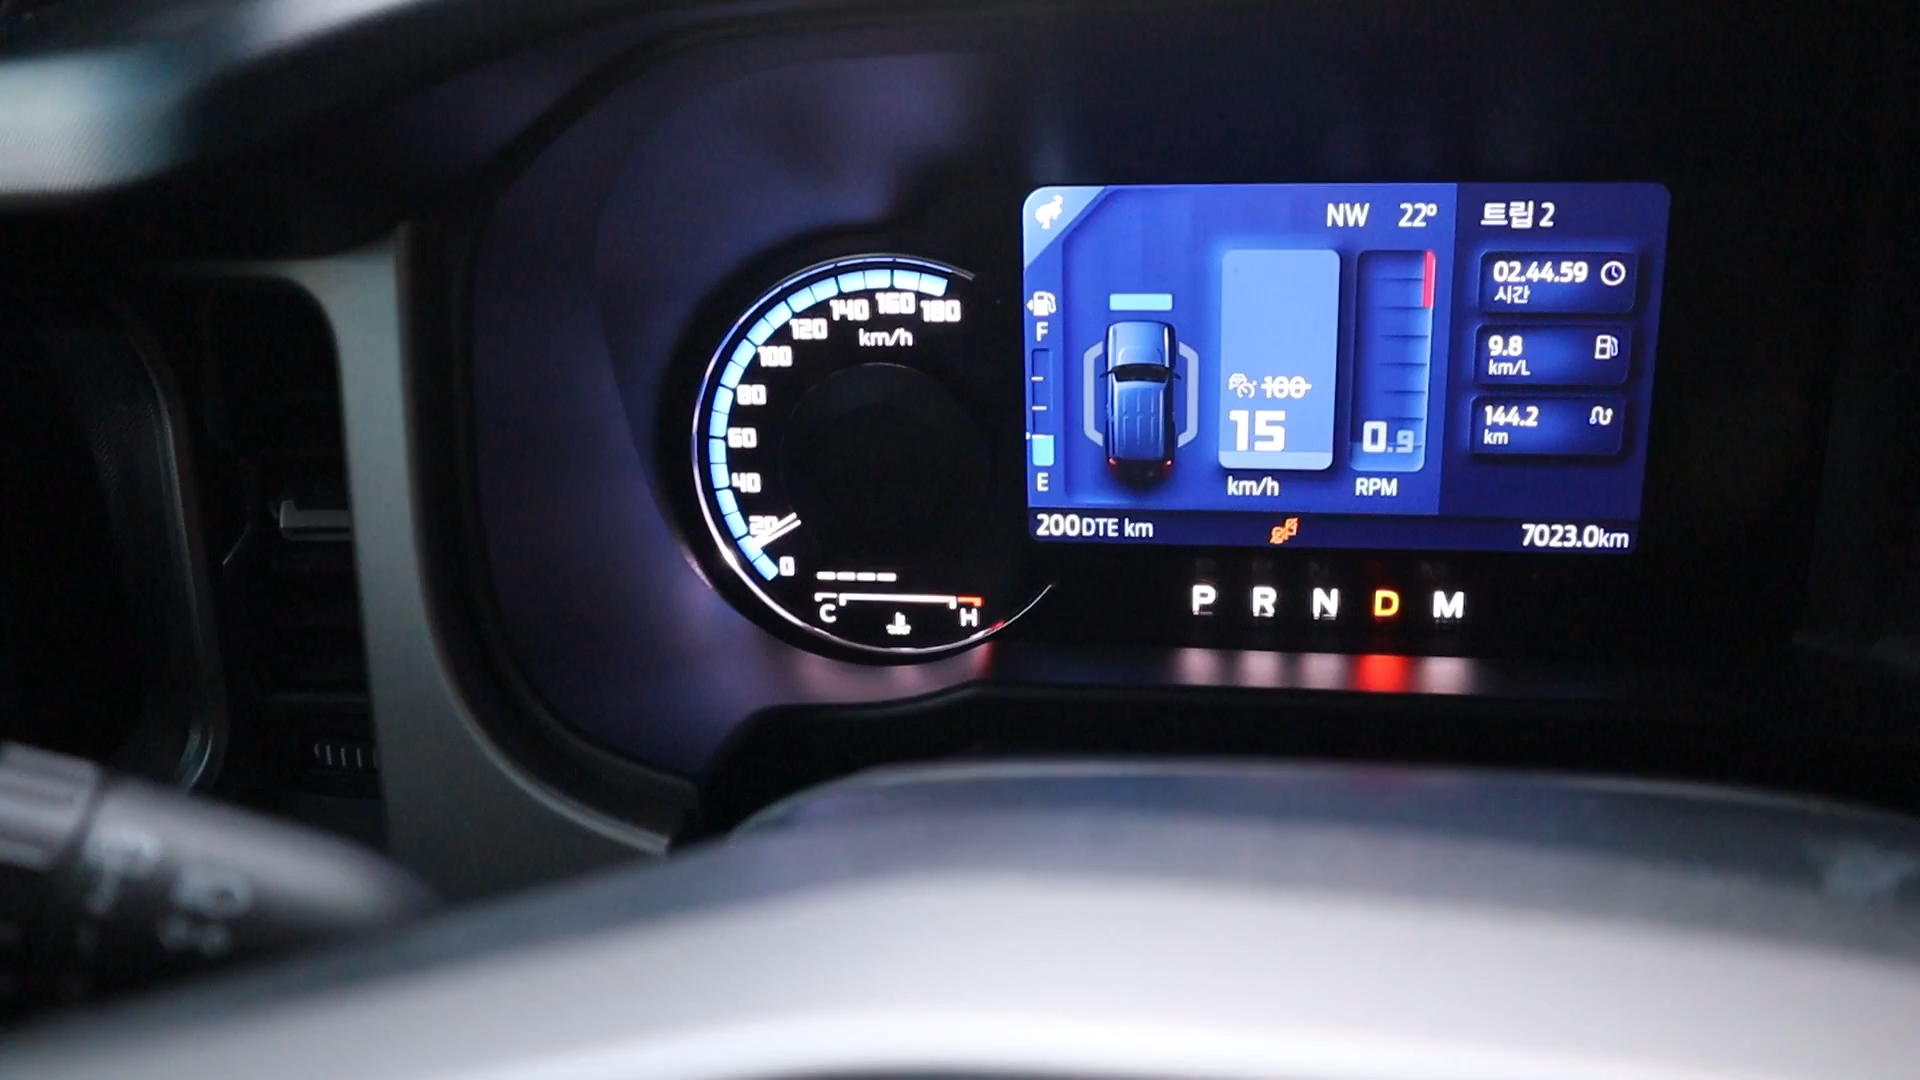 180
160
140
120
100
80
60
40
20
0
km/h
C
H
NW 22º
트립 2
F
E
100
15
km/h
0.9
RPM
02.44.59
시간
9.8
km/L
144.2
km
200DTE km
7023.0km
P R N D M